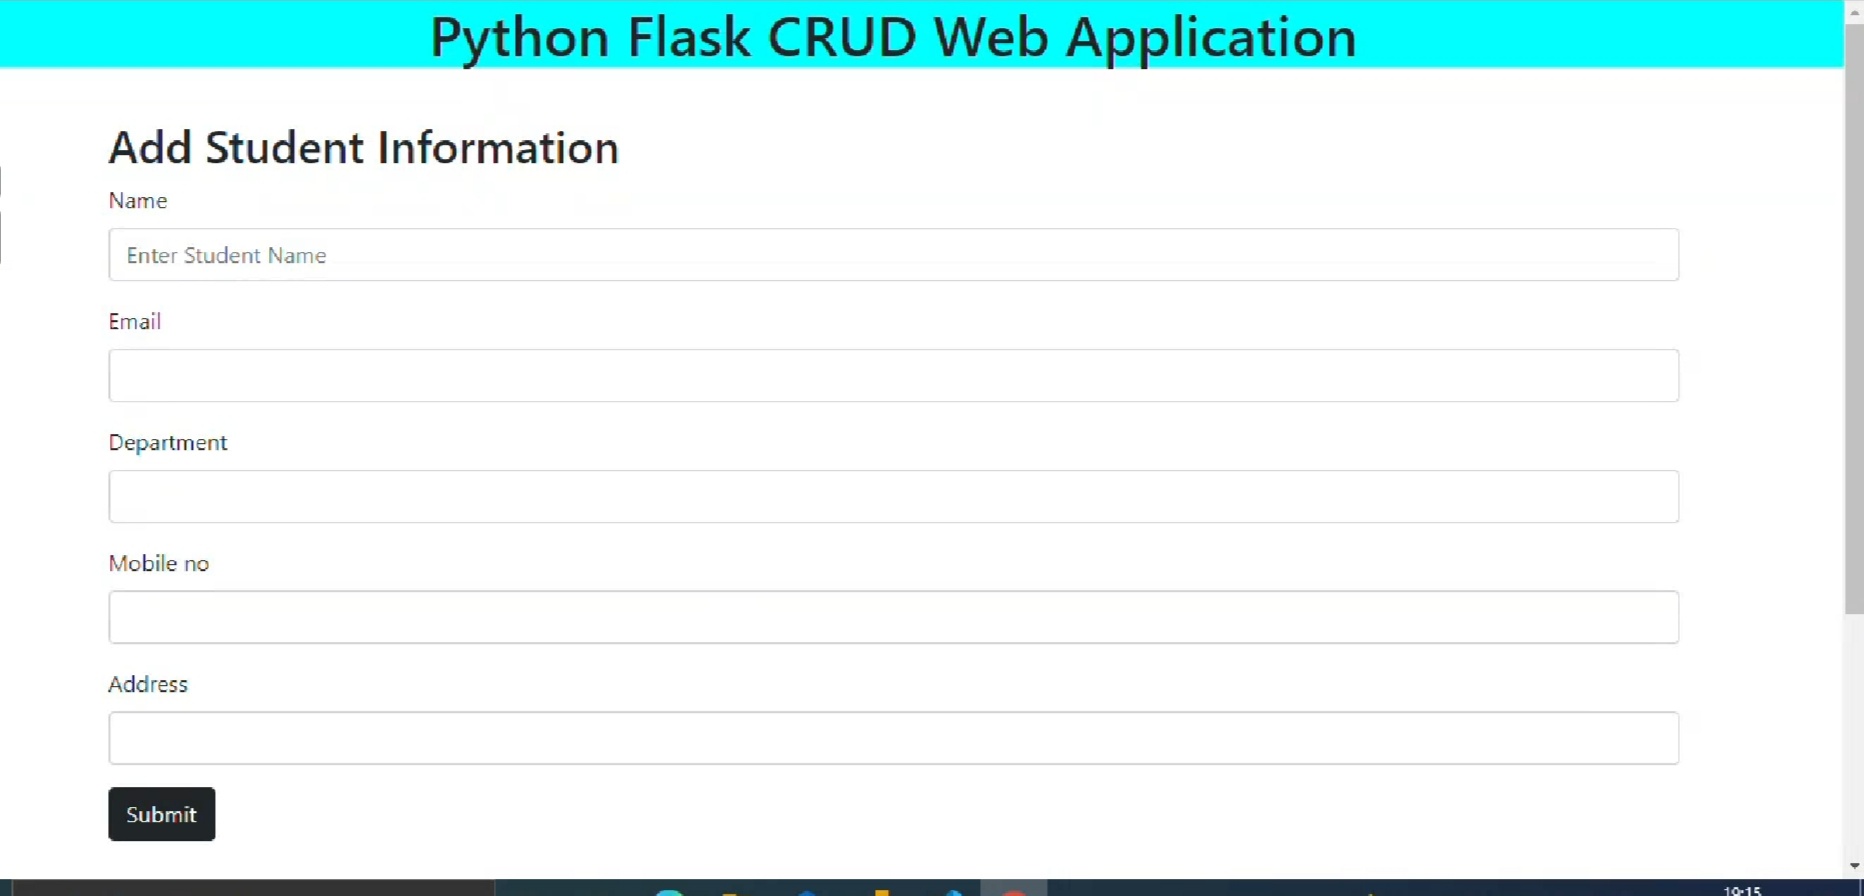 Python Flask CRUD Web Application
Add Student Information
Name
Enter Student Name
Email
Department
Mobile no
Address
Submit
19:15